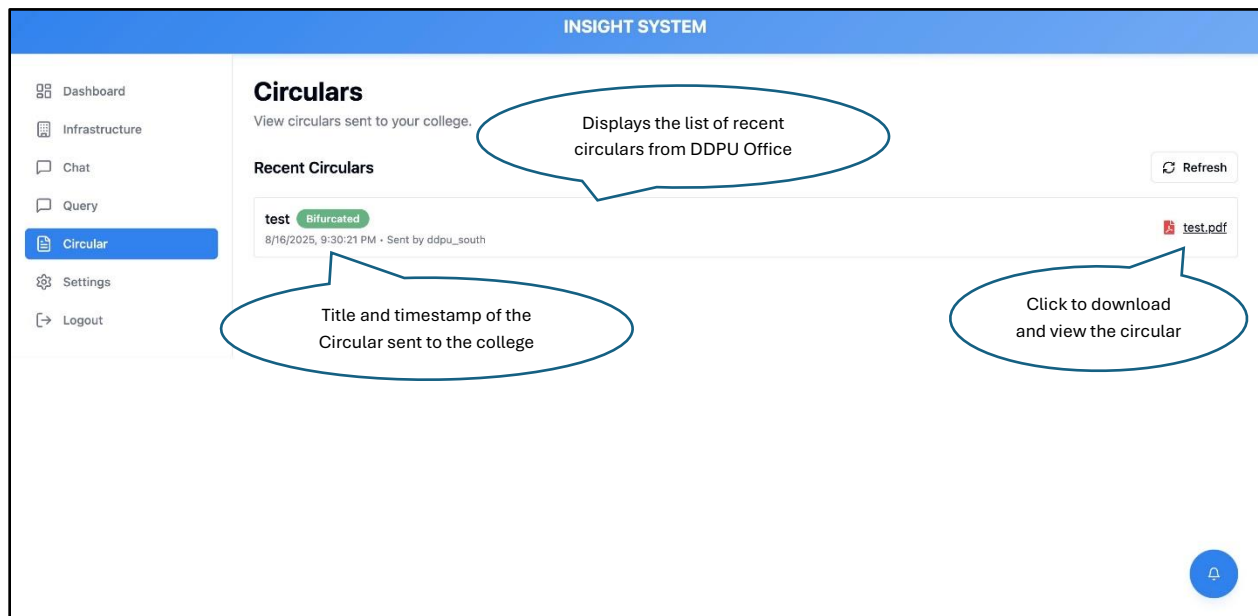 INSIGHT SYSTEM
Dashboard
Infrastructure
Chat
Query
Circular
Settings
Logout
Circulars
View circulars sent to your college.
Displays the list of recent
circulars from DDPU Office
Recent Circulars
Refresh
test Bifurcated
8/16/2025, 9:30:21 PM • Sent by ddpu_south
test.pdf
Title and timestamp of the
Circular sent to the college
Click to download
and view the circular